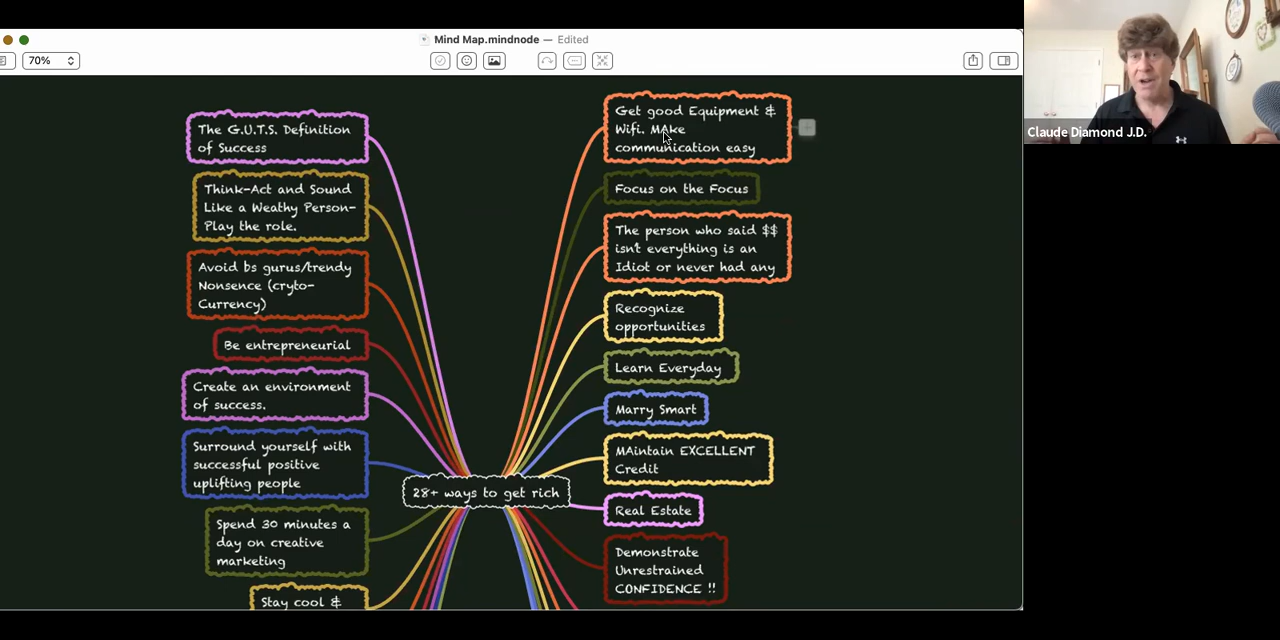 Mind Map.mindnode — Edited
70%
The G.U.T.S. Definition
of Success
Think-Act and Sound
Like a Weathy Person-
Play the role.
Avoid bs gurus/trendy
Nonsence (cryto-
Currency)
Be entrepreneurial
Create an environment
of success.
Surround yourself with
successful positive
uplifting people
Spend 30 minutes a
day on creative
marketing
Stay cool &
28+ ways to get rich
Get good Equipment &
Wifi. MAke
communication easy
Focus on the Focus
The person who said $$
isn't everything is an
Idiot or never had any
Recognize
opportunities
Learn Everyday
Marry Smart
MAintain EXCELLENT
Credit
Real Estate
Demonstrate
Unrestrained
CONFIDENCE !!
Claude Diamond J.D.